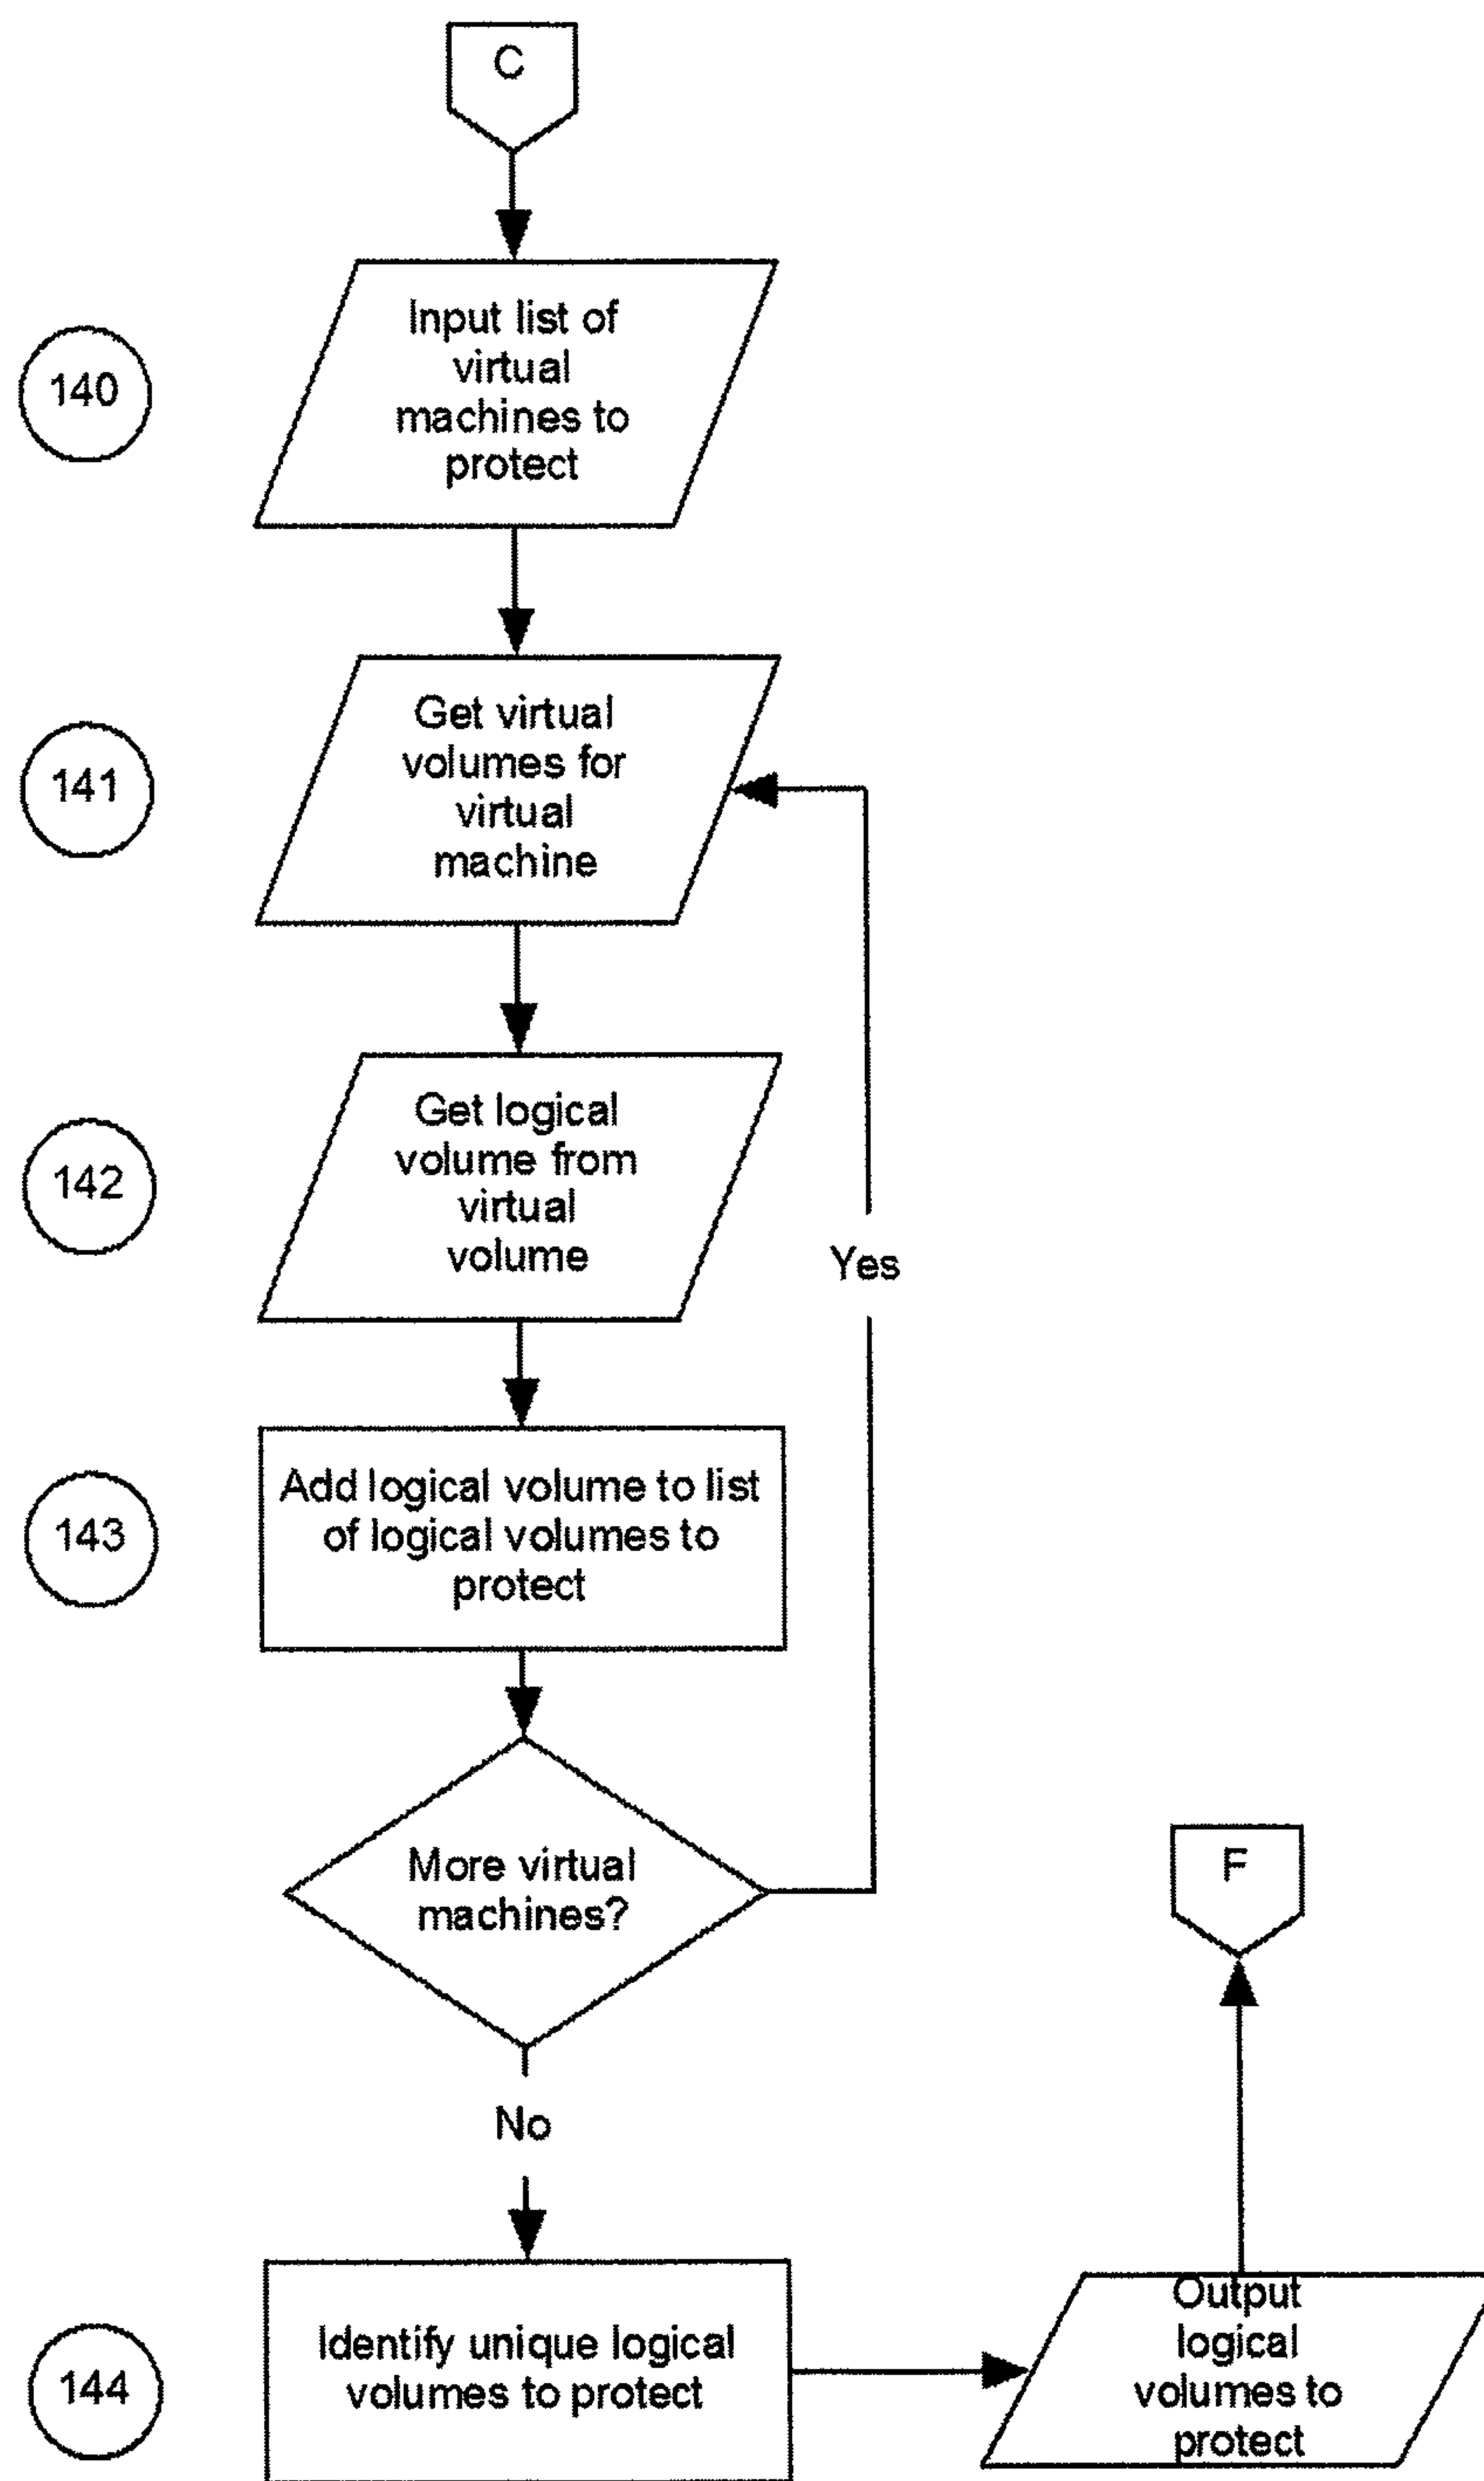 C
140
Input list of
virtual
machines to
protect
141
Get virtual
volumes for
virtual
machine
142
Get logical
volume from
virtual
volume
Yes
143
Add logical volume to list
of logical volumes to
protect
More virtual
machines?
F
No
144
Identify unique logical
volumes to protect
Output
logical
volumes to
protect